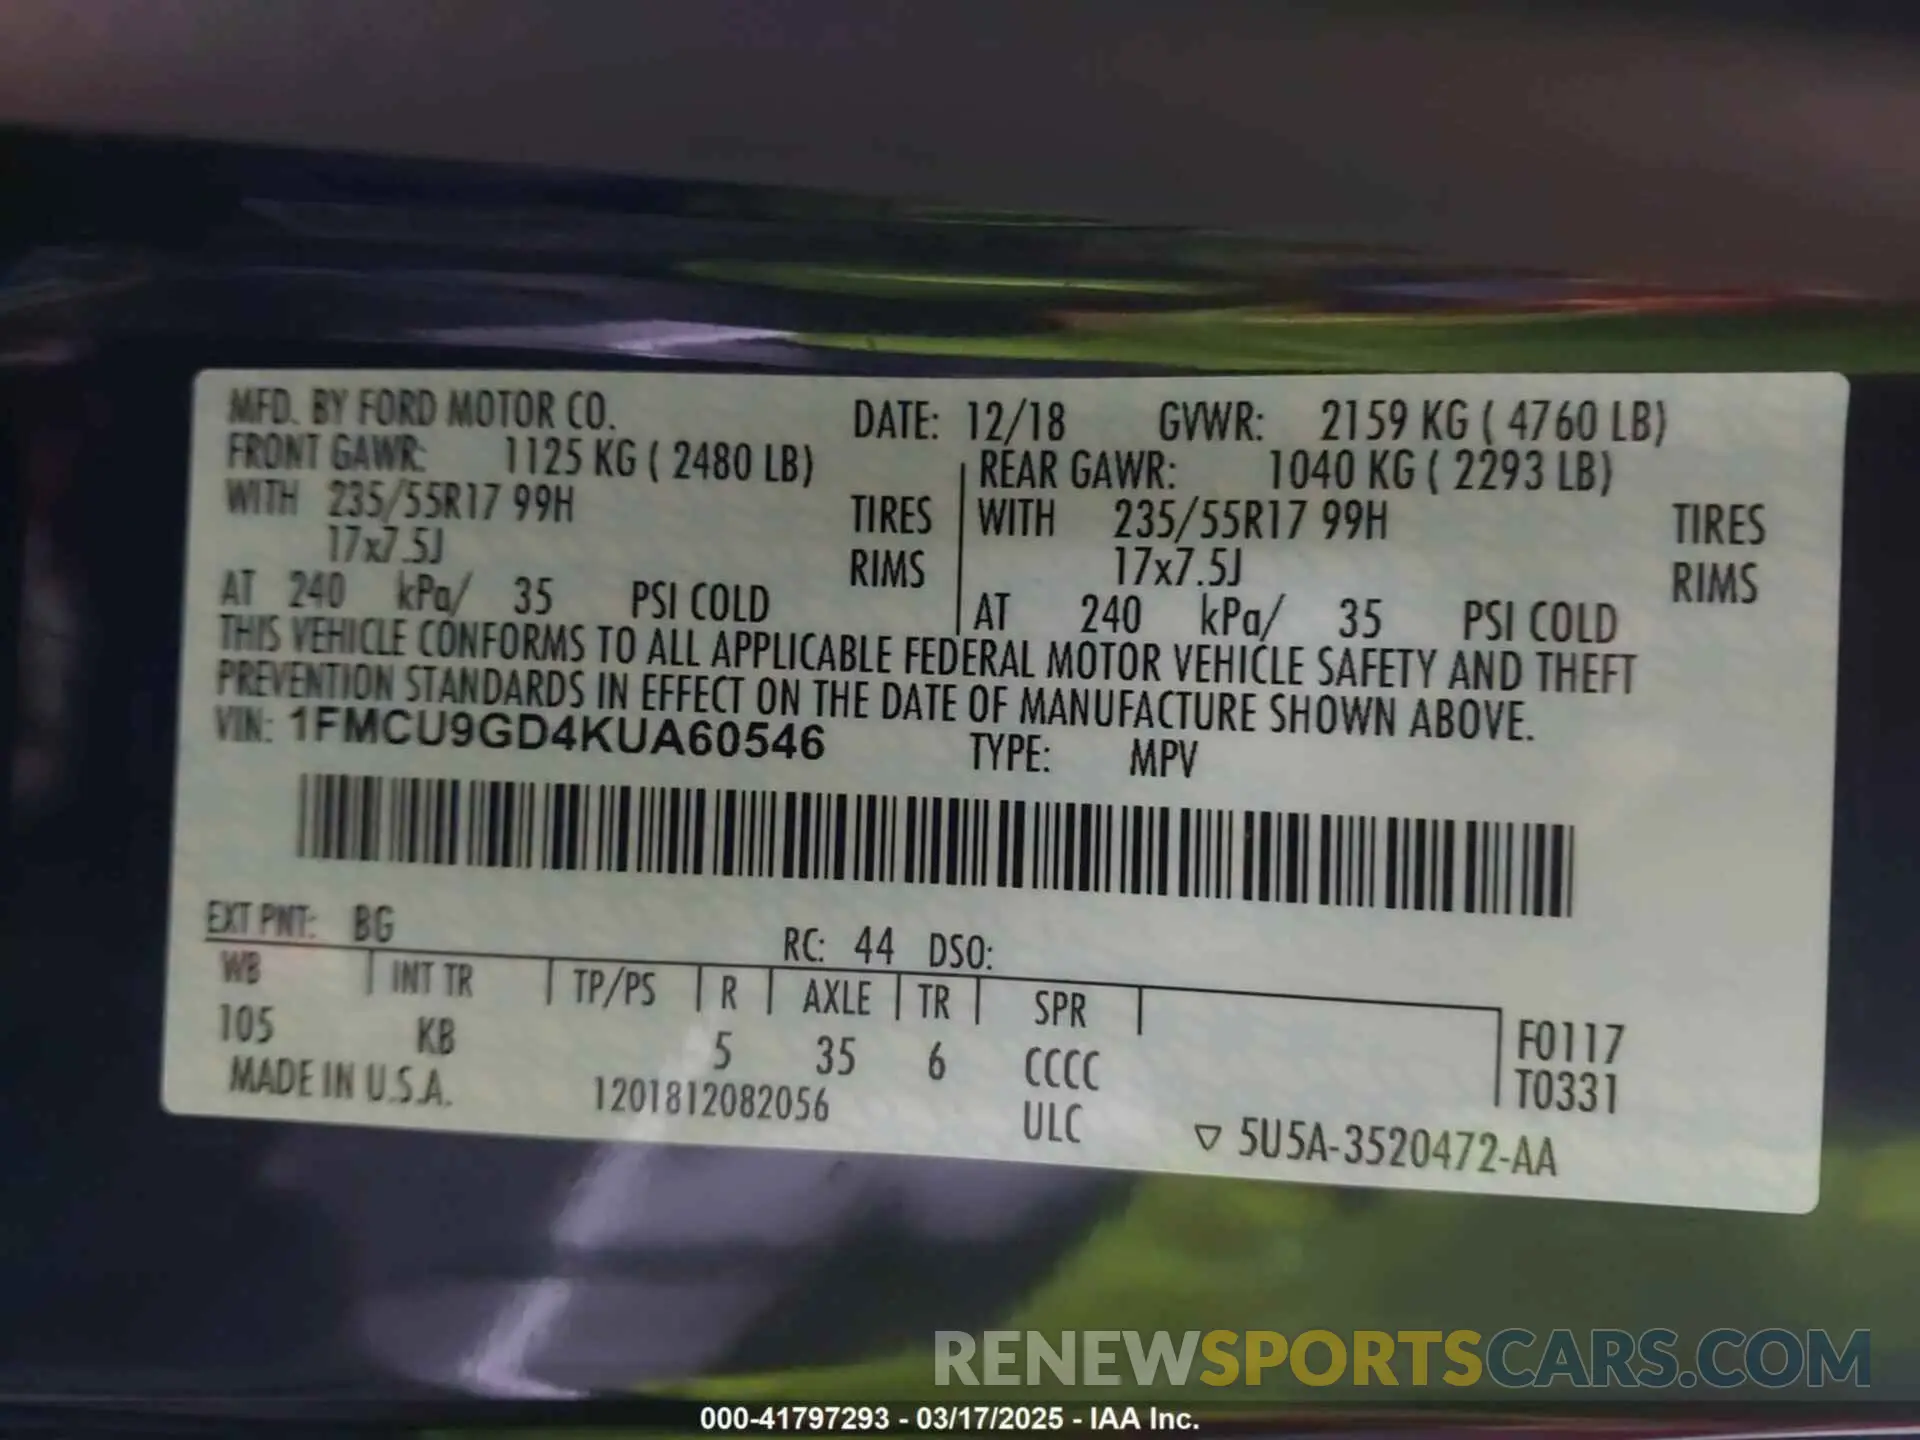 MFD. BY FORD MOTOR CO. DATE: 12/18 GVWR: 2159 KG ( 4760 LB)
FRONT GAWR: 1125 KG ( 2480 LB) REAR GAWR: 1040 KG ( 2293 LB)
WITH 235/55R17 99H TIRES WITH 235/55R17 99H TIRES
17x7.5J RIMS 17x7.5J RIMS
AT 240 kPa/ 35 PSI COLD AT 240 kPa/ 35 PSI COLD
THIS VEHICLE CONFORMS TO ALL APPLICABLE FEDERAL MOTOR VEHICLE SAFETY AND THEFT
PREVENTION STANDARDS IN EFFECT ON THE DATE OF MANUFACTURE SHOWN ABOVE.
VIN: 1FMCU9GD4KUA60546 TYPE: MPV
EXT PNT: BG RC: 44 DSO:
WB INT TR TP/PS R AXLE TR SPR
105 KB 5 35 6 CCCC F0117
MADE IN U.S.A. 1201812082056 ULC T0331
▽ 5U5A-3520472-AA
RENEWSPORTSCARS.COM
000-41797293 - 03/17/2025 - IAA Inc.